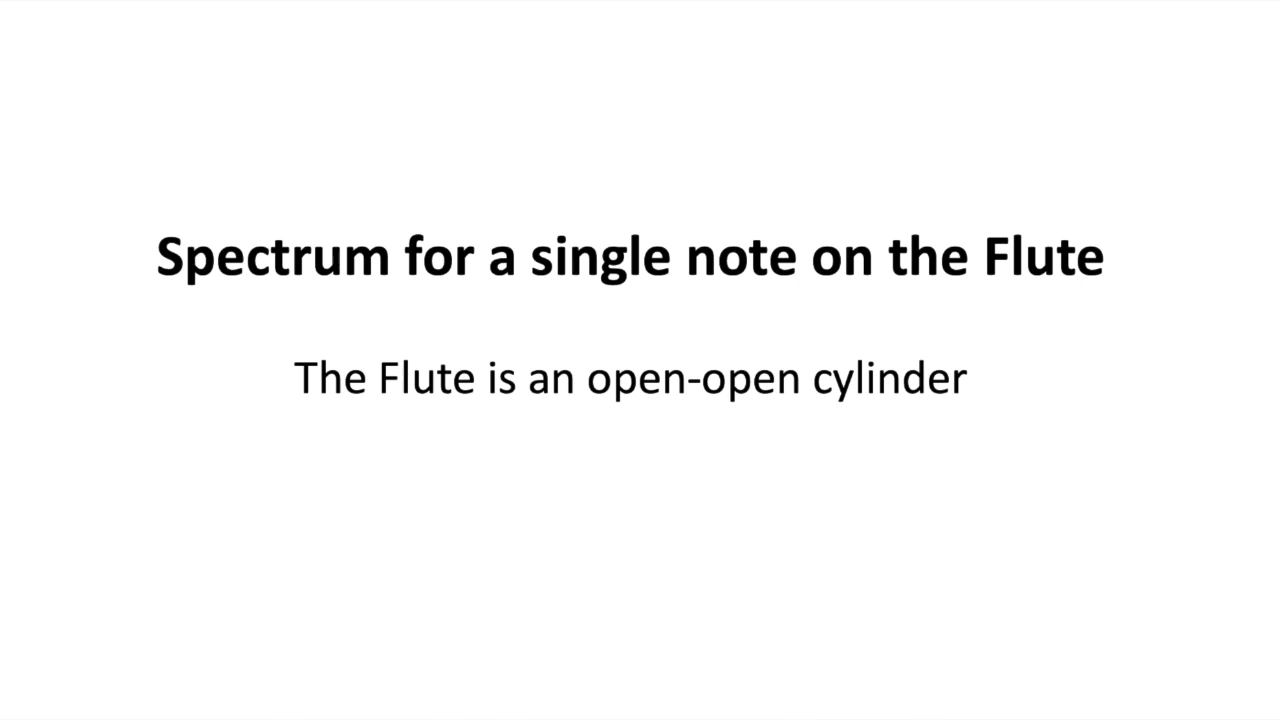 Spectrum for a single note on the Flute
The Flute is an open-open cylinder